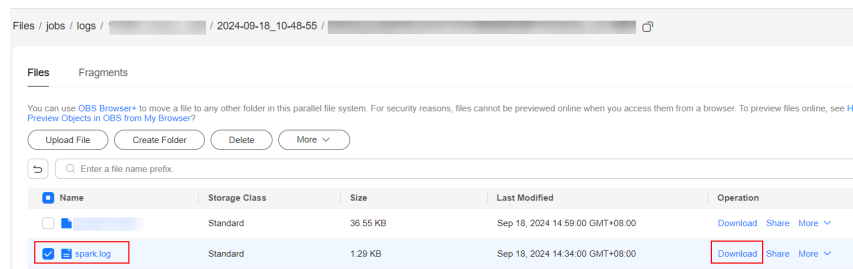 Files / jobs / logs / / 2024-09-18_10-48-55 /
Files Fragments
You can use OBS Browser+ to move a file to any other folder in this parallel file system. For security reasons, files cannot be previewed online when you access them from a browser. To preview files online, see H
Preview Objects in OBS from My Browser?
Upload File Create Folder Delete More
Enter a file name prefix.
Name Storage Class Size Last Modified Operation
Standard 36.55 KB Sep 18, 2024 14:59:00 GMT+08:00 Download Share More
spark.log Standard 1.29 KB Sep 18, 2024 14:34:00 GMT+08:00 Download Share More